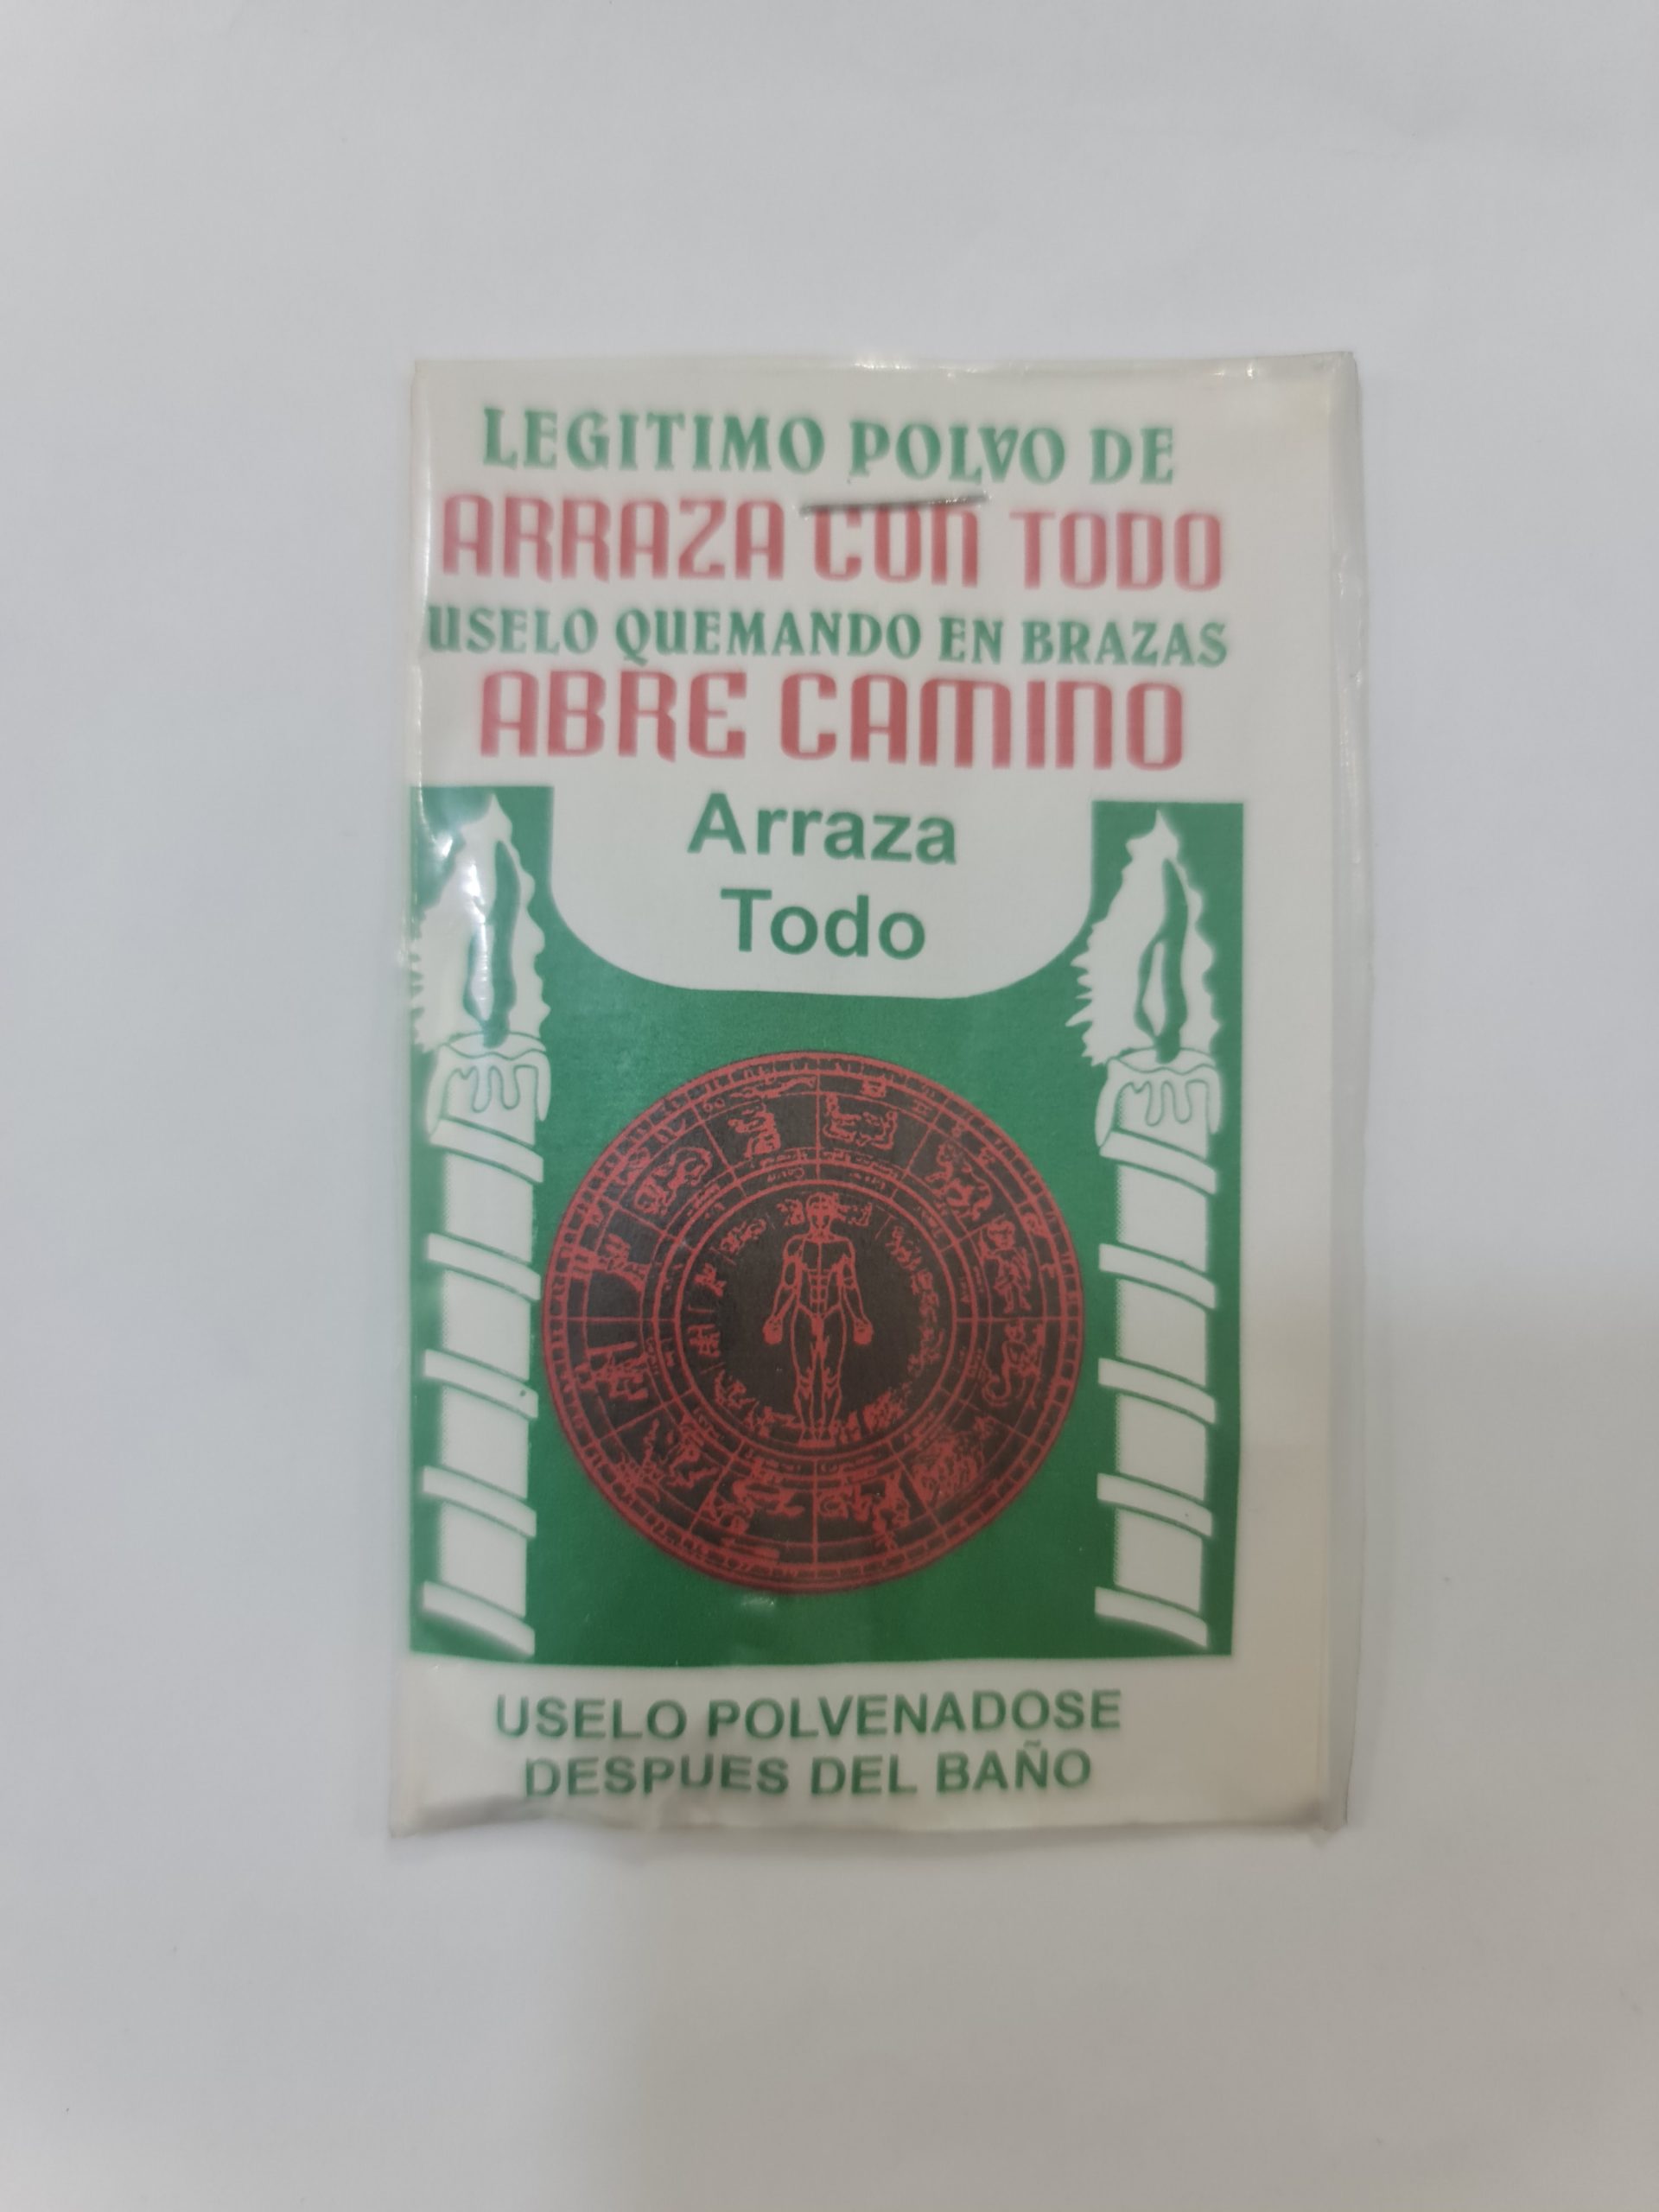 LEGITIMO POLVO DE
ARRAZA CON TODO
USELO QUEMANDO EN BRAZAS
ABRE CAMINO
Arraza
Todo
USELO POLVENADOSE
DESPUES DEL BAÑO